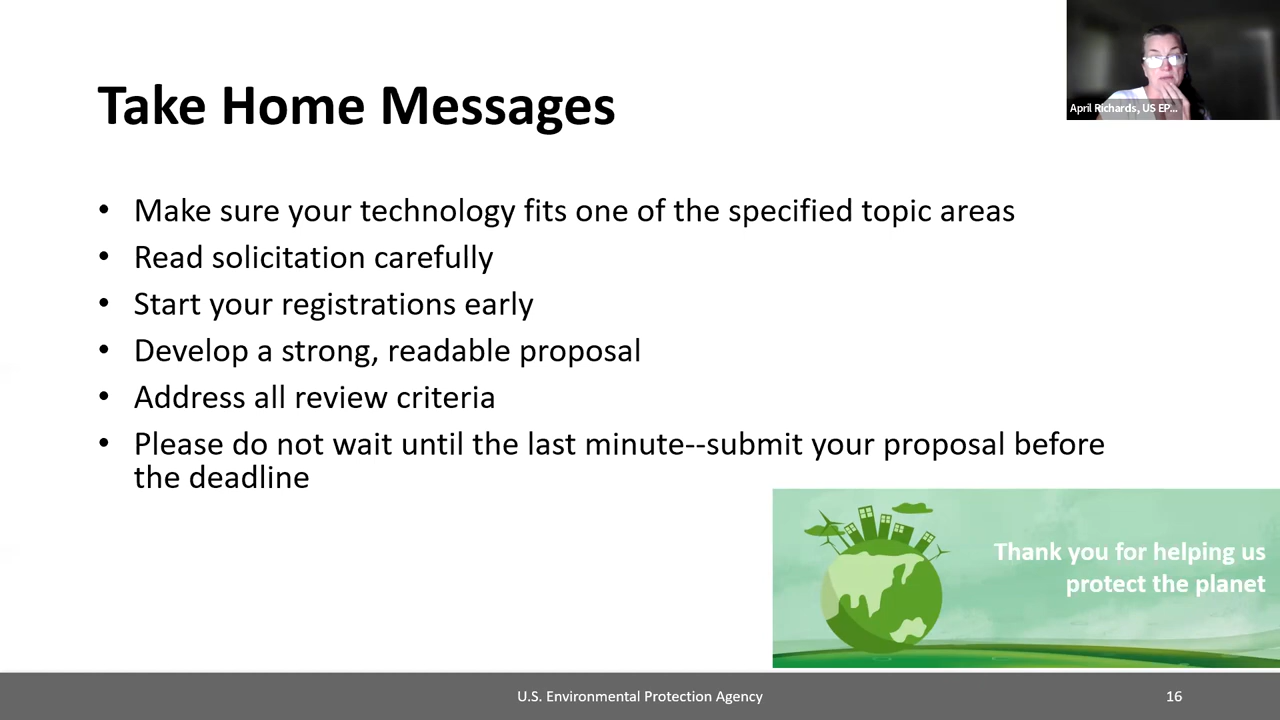 Take Home Messages
April Richards, US EP...
• Make sure your technology fits one of the specified topic areas
• Read solicitation carefully
• Start your registrations early
• Develop a strong, readable proposal
• Address all review criteria
• Please do not wait until the last minute--submit your proposal before
the deadline
Thank you for helping us
protect the planet
U.S. Environmental Protection Agency
16